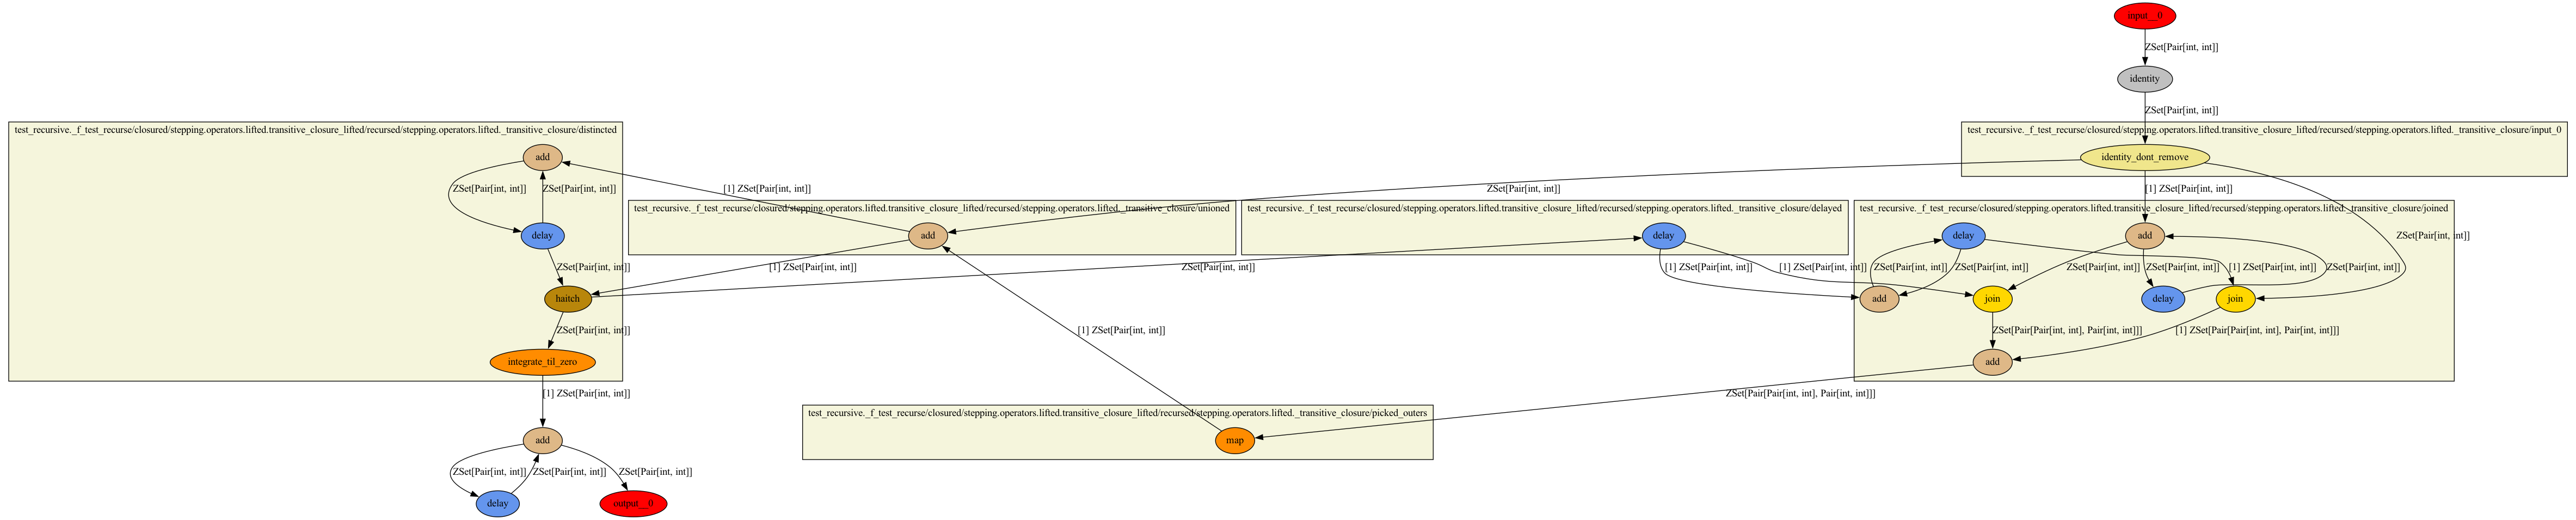 input__0
ZSet[Pair[int, int]]
identity
ZSet[Pair[int, int]]
test_recursive._f_test_recurse/closured/stepping.operators.lifted.transitive_closure_lifted/recursed/stepping.operators.lifted._transitive_closure/distincted
test_recursive._f_test_recurse/closured/stepping.operators.lifted.transitive_closure_lifted/recursed/stepping.operators.lifted._transitive_closure/input_0
add
identity_dont_remove
ZSet[Pair[int, int]]
ZSet[Pair[int, int]]
[1] ZSet[Pair[int, int]]
ZSet[Pair[int, int]]
[1] ZSet[Pair[int, int]]
test_recursive._f_test_recurse/closured/stepping.operators.lifted.transitive_closure_lifted/recursed/stepping.operators.lifted._transitive_closure/unioned
test_recursive._f_test_recurse/closured/stepping.operators.lifted.transitive_closure_lifted/recursed/stepping.operators.lifted._transitive_closure/delayed
test_recursive._f_test_recurse/closured/stepping.operators.lifted.transitive_closure_lifted/recursed/stepping.operators.lifted._transitive_closure/joined
delay
add
delay
delay
add
ZSet[Pair[int, int]]
ZSet[Pair[int, int]]
[1] ZSet[Pair[int, int]]
ZSet[Pair[int, int]]
[1] ZSet[Pair[int, int]]
[1] ZSet[Pair[int, int]]
ZSet[Pair[int, int]]
ZSet[Pair[int, int]]
ZSet[Pair[int, int]]
ZSet[Pair[int, int]]
[1] ZSet[Pair[int, int]]
ZSet[Pair[int, int]]
haitch
add
join
delay
join
ZSet[Pair[int, int]]
[1] ZSet[Pair[int, int]]
ZSet[Pair[Pair[int, int], Pair[int, int]]]
[1] ZSet[Pair[Pair[int, int], Pair[int, int]]]
integrate_til_zero
add
[1] ZSet[Pair[int, int]]
ZSet[Pair[Pair[int, int], Pair[int, int]]]
test_recursive._f_test_recurse/closured/stepping.operators.lifted.transitive_closure_lifted/recursed/stepping.operators.lifted._transitive_closure/picked_outers
add
map
ZSet[Pair[int, int]]
ZSet[Pair[int, int]]
ZSet[Pair[int, int]]
delay
output__0